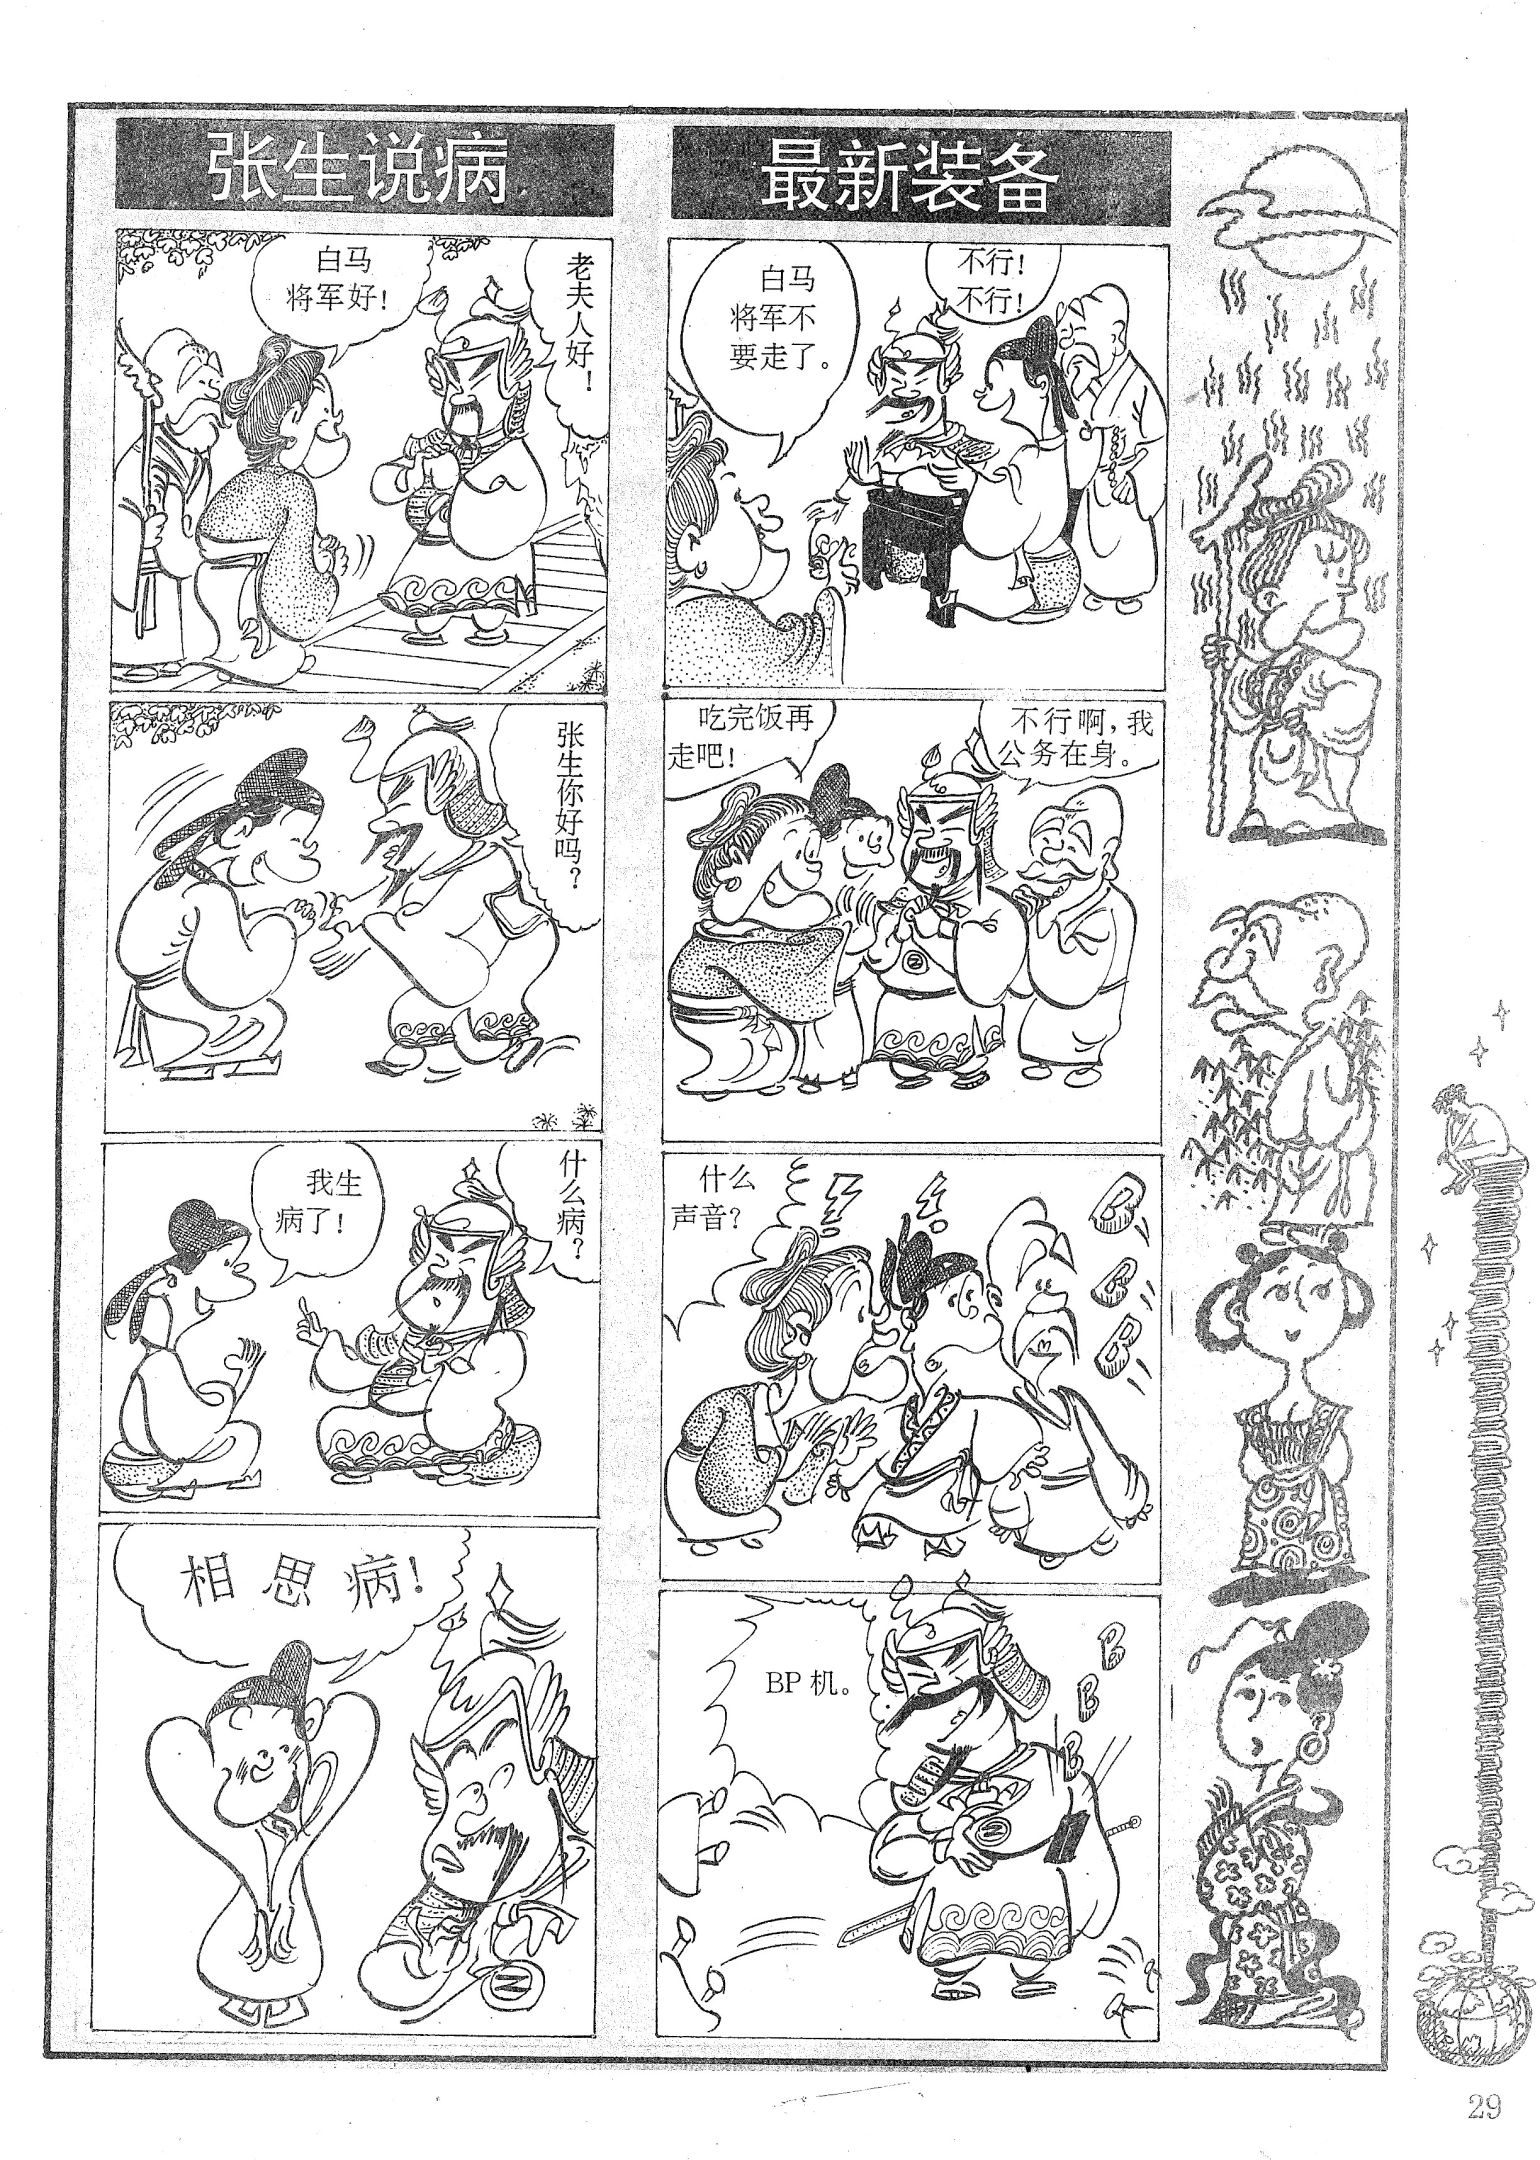 张生说病
白马
将军好！
老夫人好！
张生你好吗？
我生
病了！
什么病？
相思病！
最新装备
白马
将军不
要走了。
不行！
不行！
吃完饭再
走吧！
不行啊，我
公务在身。
什么
声音？
B
B
B
BP机。
B
B
B
B
29